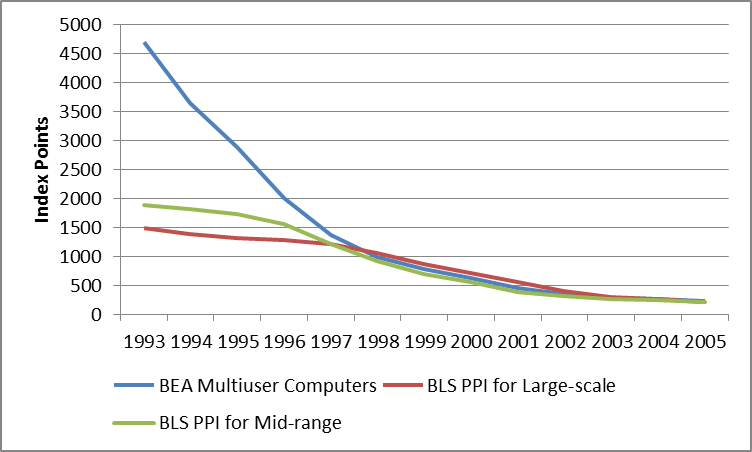 5000
4500
4000
3500
3000
2500
2000
1500
1000
500
0
Index Points
1993 1994 1995 1996 1997 1998 1999 2000 2001 2002 2003 2004 2005
BEA Multiuser Computers BLS PPI for Large-scale
BLS PPI for Mid-range